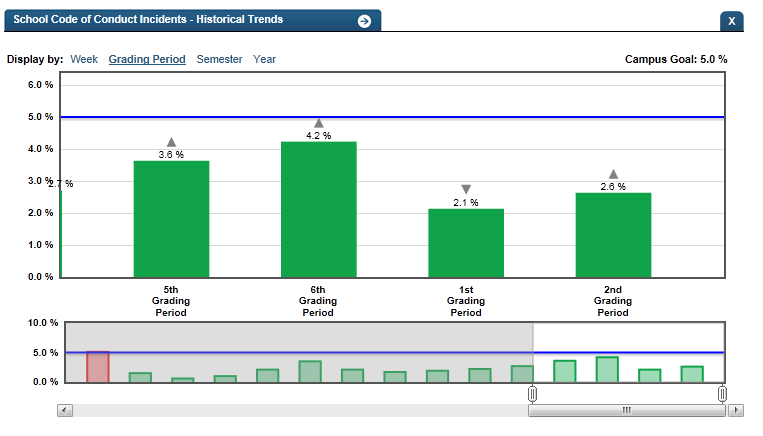 School Code of Conduct Incidents - Historical Trends
X
Display by: Week Grading Period Semester Year
Campus Goal: 5.0 %
6.0 %
5.0 %
4.2 %
4.0 %
3.6 %
3.0 %
2.7 %
2.6 %
2.1 %
2.0 %
1.0 %
0.0 %
5th
Grading
Period
6th
Grading
Period
1st
Grading
Period
2nd
Grading
Period
10.0 %
5.0 %
0.0 %